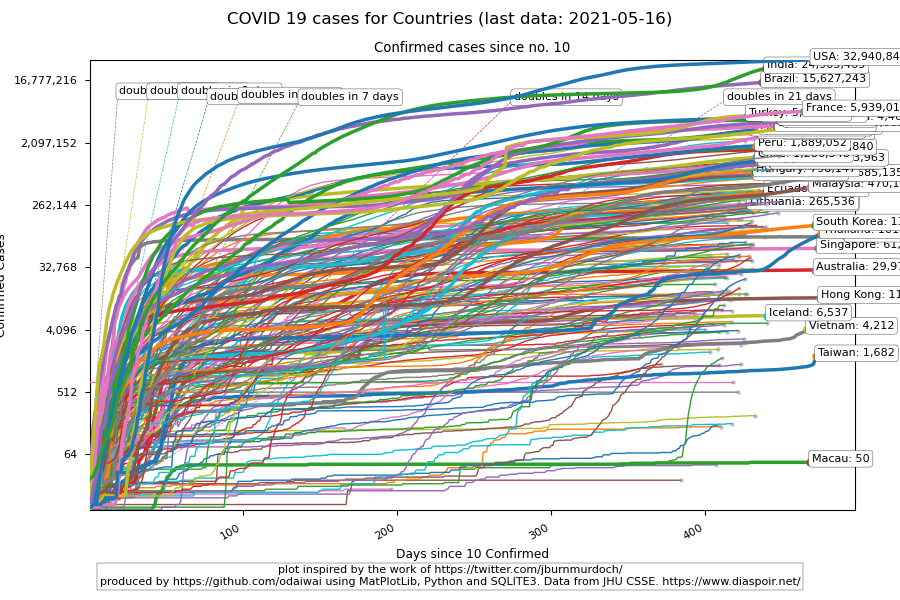 COVID 19 cases for Countries (last data: 2021-05-16)
Confirmed cases since no. 10
USA: 32,940,84
India: 24,965,463
Brazil: 15,627,243
16,777,216
doubles in 7 days
doubles in 14 days
doubles in 21 days
France: 5,939,01
2,097,152
Peru: 1,889,052
Malaysia: 470,1
262,144
Lithuania: 265,536
South Korea: 13
Singapore: 61,
32,768
Australia: 29,97
Hong Kong: 11
Iceland: 6,537
4,096
Vietnam: 4,212
Taiwan: 1,682
512
64
Macau: 50
Confirmed Cases
100
200
300
400
Days since 10 Confirmed
plot inspired by the work of https://twitter.com/jburnmurdoch/
produced by https://github.com/odaiwai using MatPlotLib, Python and SQLITE3. Data from JHU CSSE. https://www.diaspoir.net/